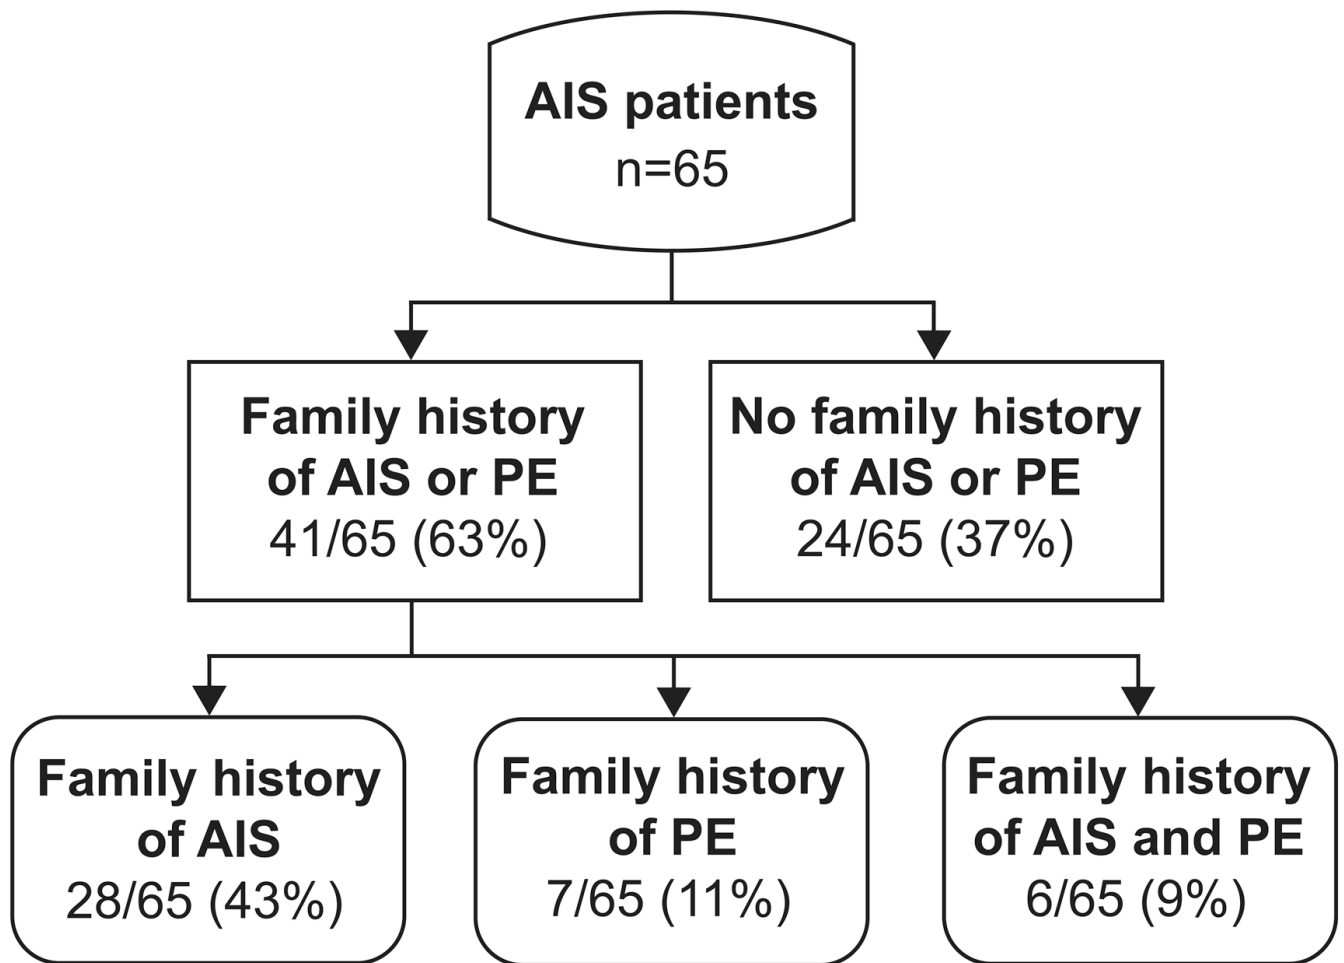 AIS patients
n=65
Family history
of AIS or PE
41/65 (63%)
No family history
of AIS or PE
24/65 (37%)
Family history
of AIS
28/65 (43%)
Family history
of PE
7/65 (11%)
Family history
of AIS and PE
6/65 (9%)